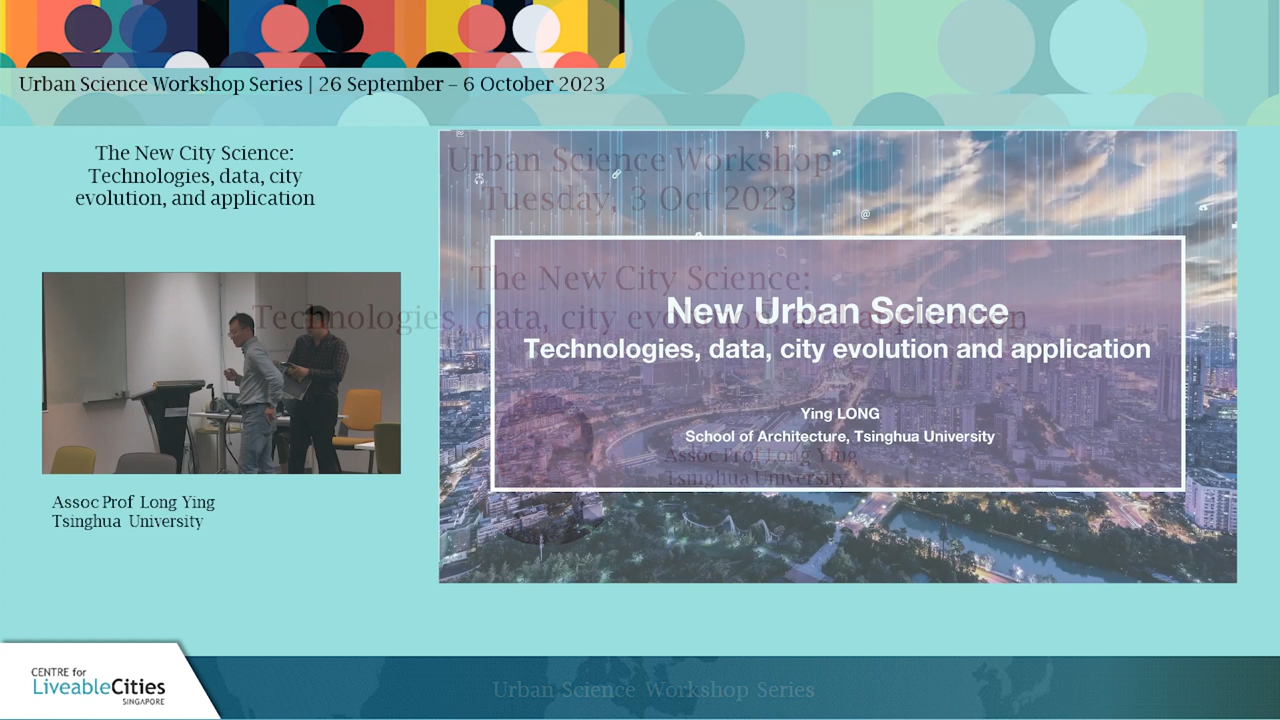 Urban Science Workshop Series | 26 September – 6 October 2023
The New City Science:
Technologies, data, city
evolution, and application
Assoc Prof Long Ying
Tsinghua University
Urban Science Workshop
Tuesday, 3 Oct 2023
The New City Science:
Technologies, data, city evolution, and application
New Urban Science
Technologies, data, city evolution and application
Ying LONG
School of Architecture, Tsinghua University
Assoc Prof Long Ying
Tsinghua University
CENTRE for
LiveableCities
SINGAPORE
Urban Science Workshop Series